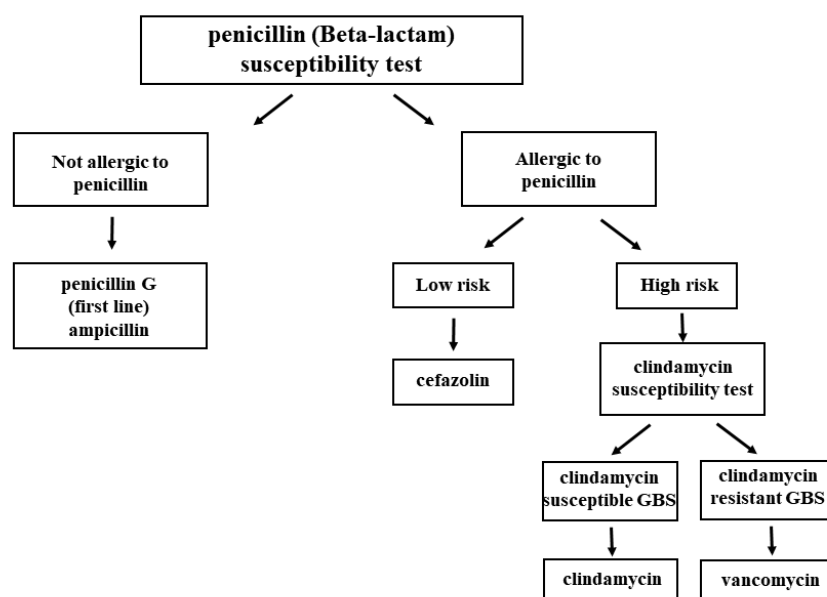 penicillin (Beta-lactam)
susceptibility test
Not allergic to
penicillin
Allergic to
penicillin
penicillin G
(first line)
ampicillin
Low risk
High risk
cefazolin
clindamycin
susceptibility test
clindamycin
susceptible GBS
clindamycin
resistant GBS
clindamycin
vancomycin